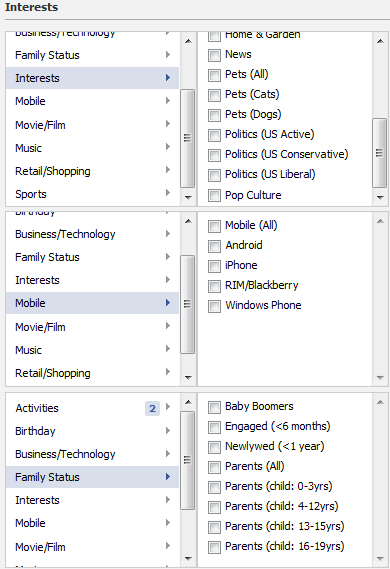 Interests
Business/Technology
Family Status
Interests
Mobile
Movie/Film
Music
Retail/Shopping
Sports
Home & Garden
News
Pets (All)
Pets (Cats)
Pets (Dogs)
Politics (US Active)
Politics (US Conservative)
Politics (US Liberal)
Pop Culture
Birthday
Business/Technology
Family Status
Interests
Mobile
Movie/Film
Music
Retail/Shopping
Mobile (All)
Android
iPhone
RIM/Blackberry
Windows Phone
Activities 2
Birthday
Business/Technology
Family Status
Interests
Mobile
Movie/Film
Music
Baby Boomers
Engaged (<6 months)
Newlywed (<1 year)
Parents (All)
Parents (child: 0-3yrs)
Parents (child: 4-12yrs)
Parents (child: 13-15yrs)
Parents (child: 16-19yrs)